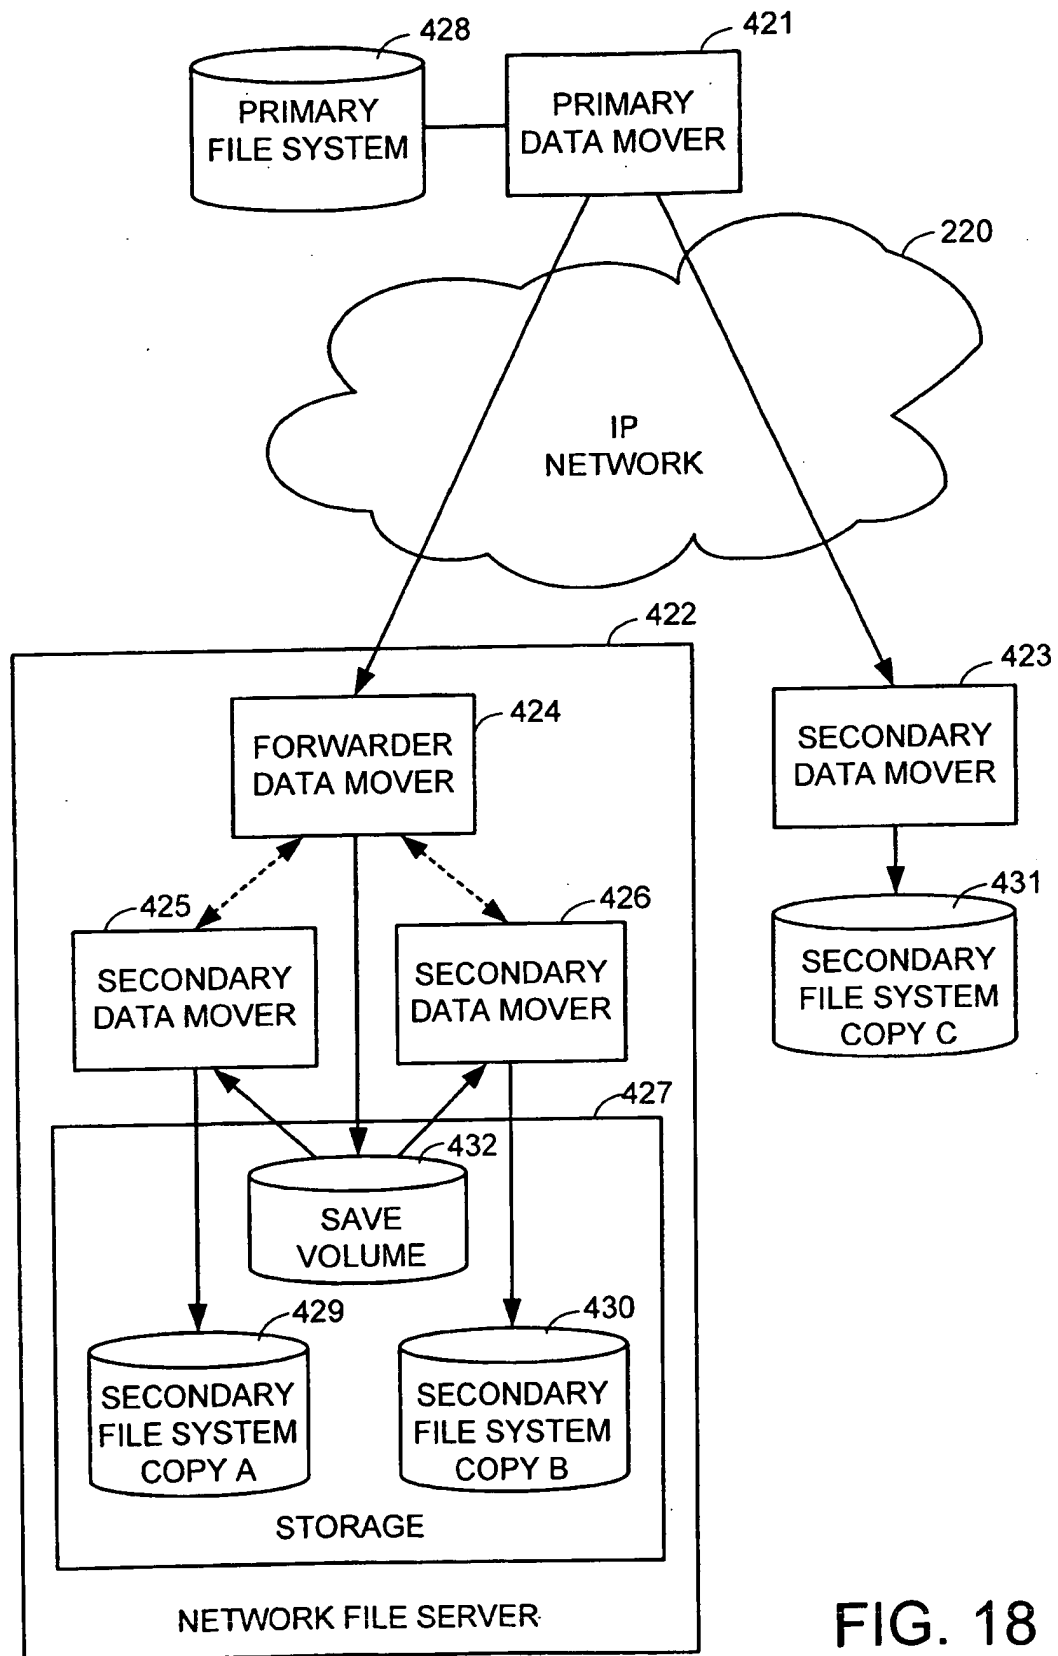 428
421
PRIMARY
FILE SYSTEM
PRIMARY
DATA MOVER
220
IP
NETWORK
422
423
424
FORWARDER
DATA MOVER
SECONDARY
DATA MOVER
425
426
431
SECONDARY
DATA MOVER
SECONDARY
DATA MOVER
SECONDARY
FILE SYSTEM
COPY C
427
432
SAVE
VOLUME
429
430
SECONDARY
FILE SYSTEM
COPY A
SECONDARY
FILE SYSTEM
COPY B
STORAGE
NETWORK FILE SERVER
FIG. 18